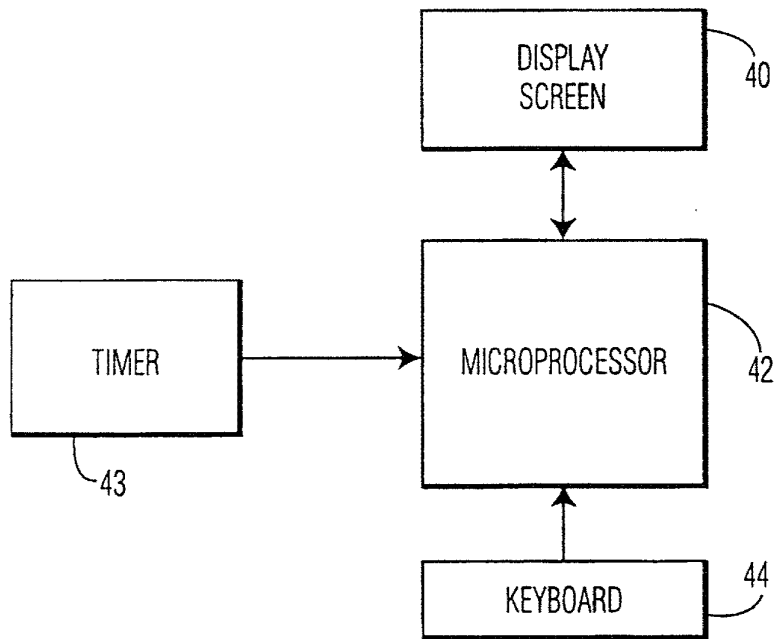 DISPLAY
SCREEN
40
TIMER
MICROPROCESSOR
42
43
KEYBOARD
44